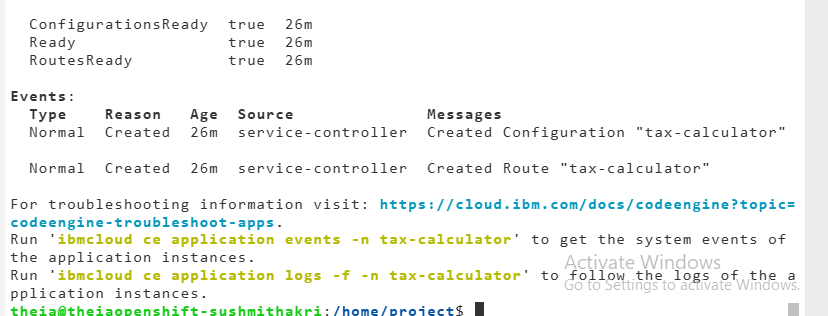 ConfigurationsReady true 26m
Ready true 26m
RoutesReady true 26m
Events:
Type Reason Age Source Messages
Normal Created 26m service-controller Created Configuration "tax-calculator"
Normal Created 26m service-controller Created Route "tax-calculator"
For troubleshooting information visit: https://cloud.ibm.com/docs/codeengine?topic=
codeengine-troubleshoot-apps.
Run 'ibmcloud ce application events -n tax-calculator' to get the system events of
the application instances.
Run 'ibmcloud ce application logs -f -n tax-calculator' to follow the logs of the a
pplication instances.
theia@theiaopenshift-sushmithakri:/home/project$
Activate Windows
Go to Settings to activate Windows.